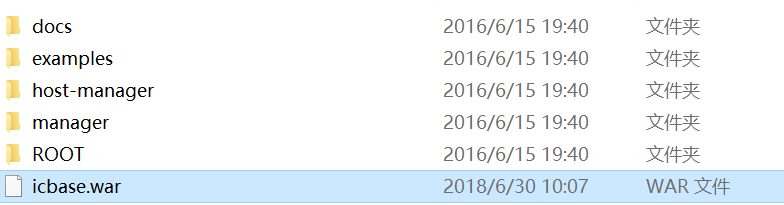 docs 2016/6/15 19:40 文件夹
examples 2016/6/15 19:40 文件夹
host-manager 2016/6/15 19:40 文件夹
manager 2016/6/15 19:40 文件夹
ROOT 2016/6/15 19:40 文件夹
icbase.war 2018/6/30 10:07 WAR 文件